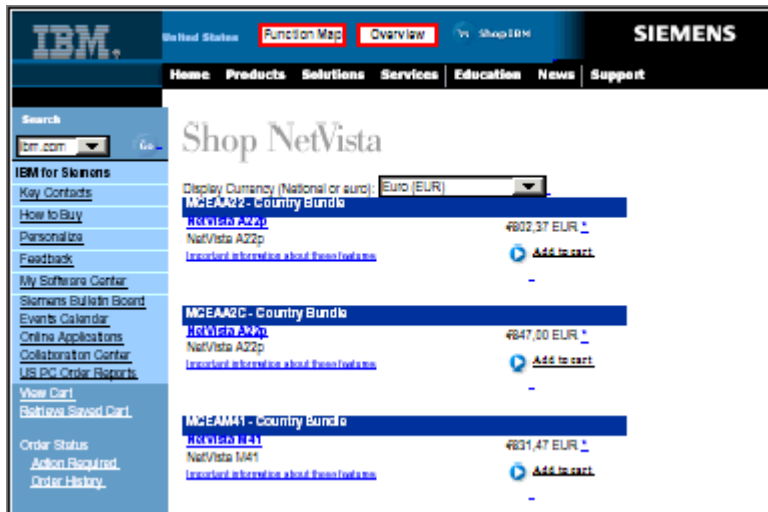 IBM.
United States Function Map Overview ShopIBM SIEMENS
Home Products Solutions Services Education News Support
Search
ibm.com Go
IBM for Siemens
Key Contacts
How to Buy
Personalize
Feedback
My Software Center
Siemens Bulletin Board
Events Calendar
Online Applications
Collaboration Center
US PC Order Reports
View Cart
Retrieve Saved Cart
Order Status
Action Required
Order History
Shop NetVista
Display Currency (National or euro): Euro (EUR)
MCEAA22 - Country Bundle
NetVista A22p
€802,37 EUR *
NetVista A22p
Add to cart
Important information about these features
MCEAA2C - Country Bundle
NetVista A22p
€847,00 EUR *
NetVista A22p
Add to cart
Important information about these features
MCEAM41 - Country Bundle
NetVista M41
€831,47 EUR *
NetVista M41
Add to cart
Important information about these features